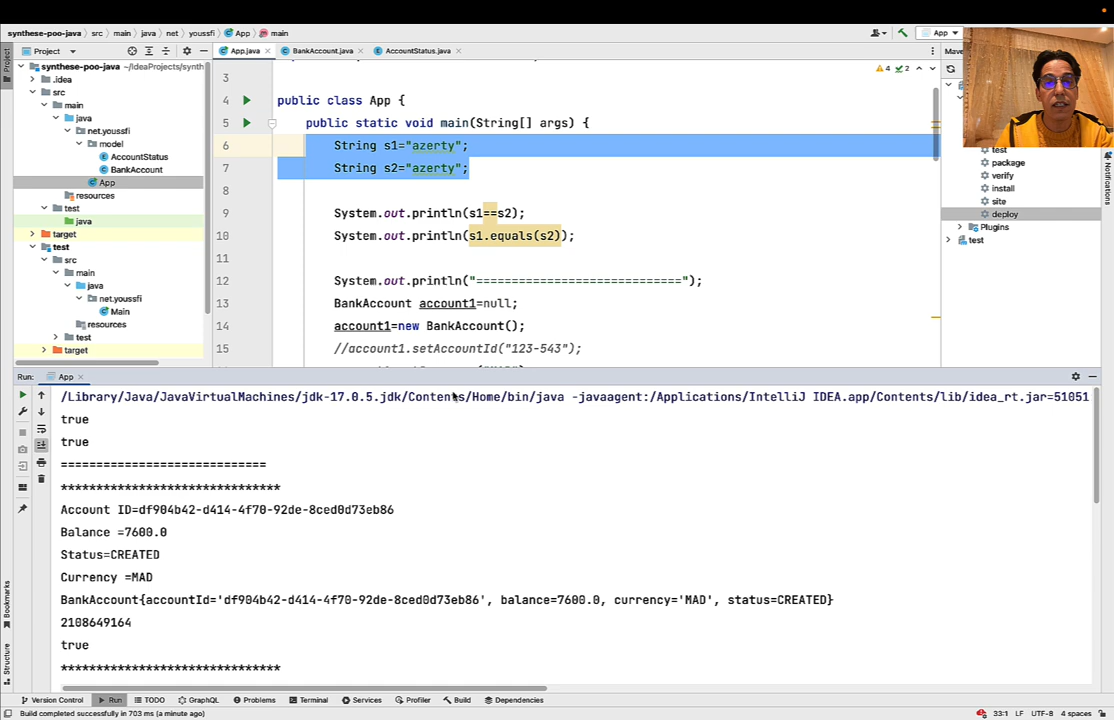 synthese-poo-java › src › main › java › net › youssfi › App › main
App
Project
App.java
BankAccount.java
AccountStatus.java
Project
synthese-poo-java ~/IdeaProjects/synth
.idea
src
main
java
net.youssfi
model
AccountStatus
BankAccount
App
resources
test
java
target
test
src
main
java
net.youssfi
Main
resources
test
target
4 2
3
4 public class App {
5 public static void main(String[] args) {
6 String s1="azerty";
7 String s2="azerty";
8
9 System.out.println(s1==s2);
10 System.out.println(s1.equals(s2));
11
12 System.out.println("=============================");
13 BankAccount account1=null;
14 account1=new BankAccount();
15 //account1.setAccountId("123-543");
Mave
test
package
verify
install
site
deploy
Plugins
test
Notifications
Run: App
/Library/Java/JavaVirtualMachines/jdk-17.0.5.jdk/Contents/Home/bin/java -javaagent:/Applications/IntelliJ IDEA.app/Contents/lib/idea_rt.jar=51051
true
true
=============================
*******************************
Account ID=df904b42-d414-4f70-92de-8ced0d73eb86
Balance =7600.0
Status=CREATED
Currency =MAD
BankAccount{accountId='df904b42-d414-4f70-92de-8ced0d73eb86', balance=7600.0, currency='MAD', status=CREATED}
2108649164
true
*******************************
Bookmarks
Structure
Version Control Run TODO GraphQL Problems Terminal Services Profiler Build Dependencies
Build completed successfully in 703 ms (a minute ago)
33:1 LF UTF-8 4 spaces